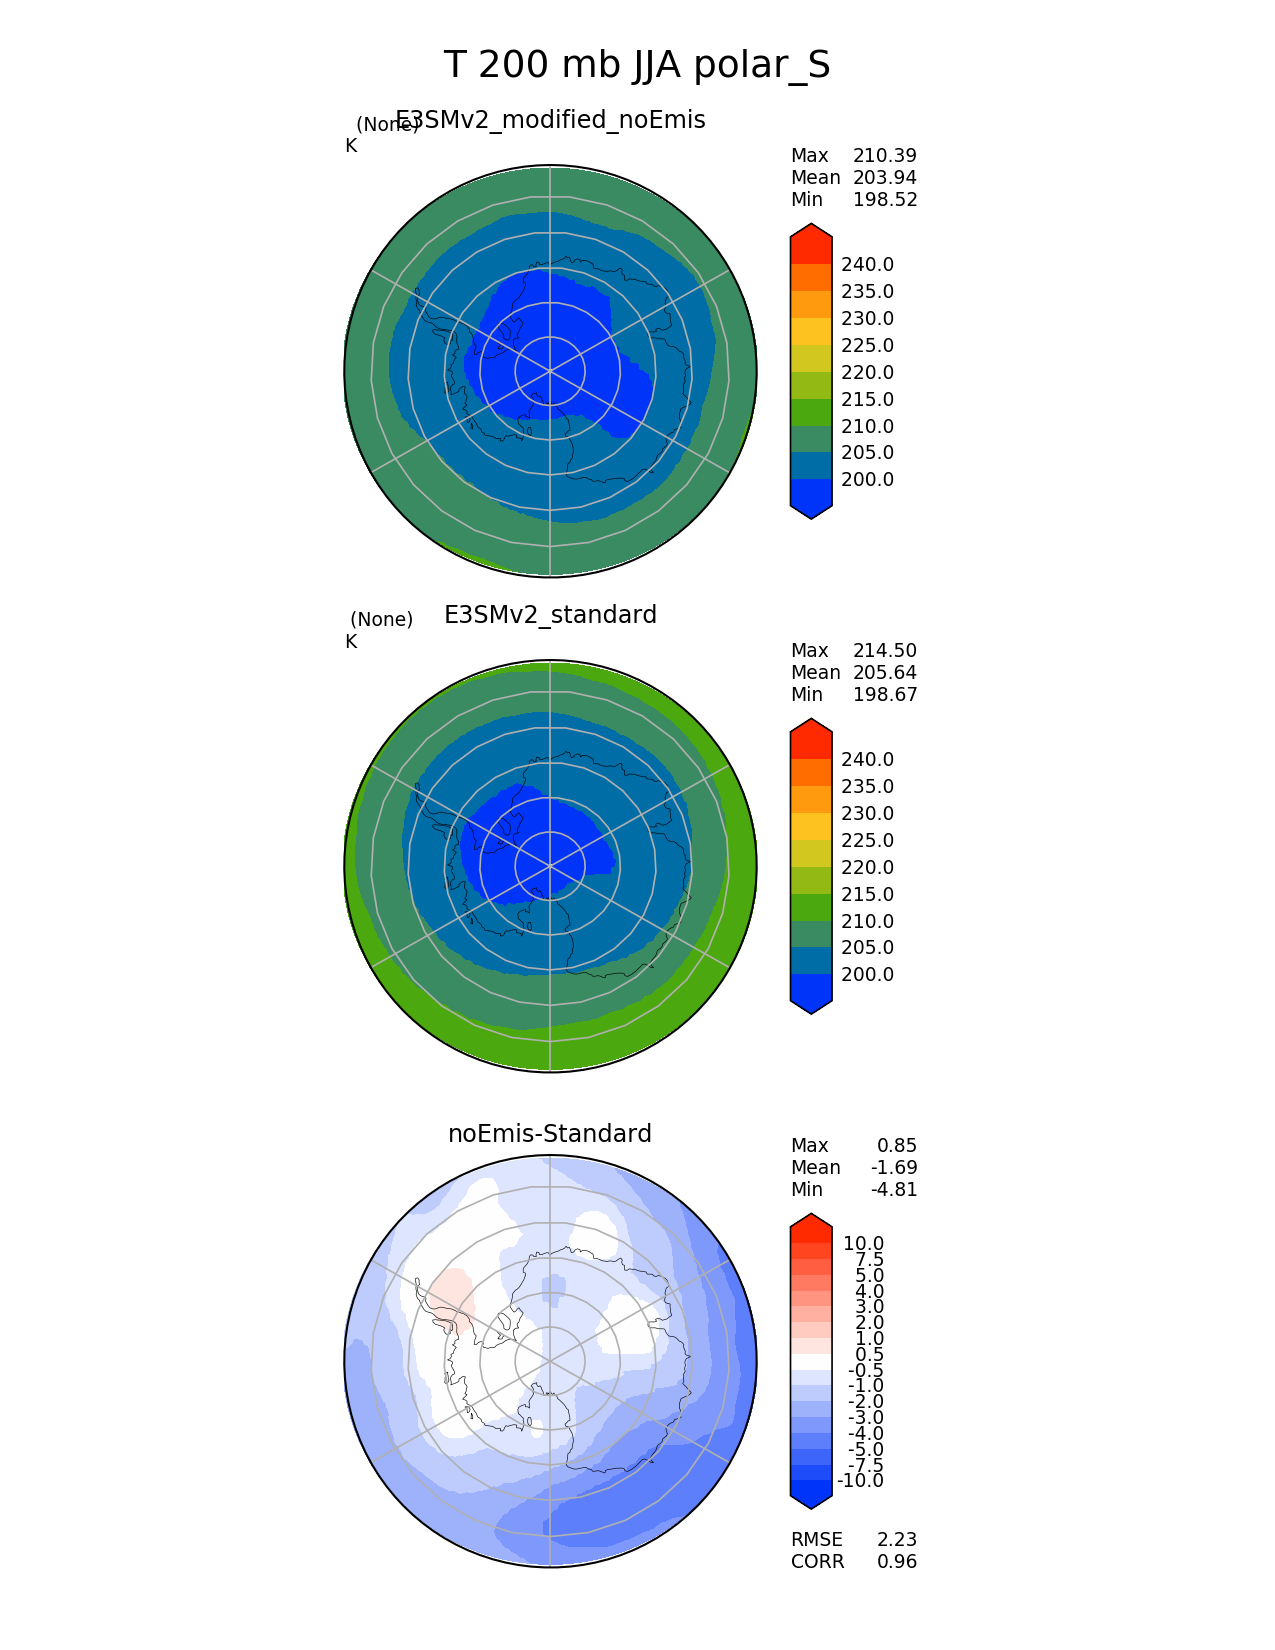 T 200 mb JJA polar_S
E3SMv2_modified_noEmis
(None)
K
Max 210.39
Mean 203.94
Min 198.52
240.0
235.0
230.0
225.0
220.0
215.0
210.0
205.0
200.0
(None)
E3SMv2_standard
K
Max 214.50
Mean 205.64
Min 198.67
240.0
235.0
230.0
225.0
220.0
215.0
210.0
205.0
200.0
noEmis-Standard
Max 0.85
Mean -1.69
Min -4.81
10.0
7.5
5.0
4.0
3.0
2.0
1.0
0.5
-0.5
-1.0
-2.0
-3.0
-4.0
-5.0
-7.5
-10.0
RMSE 2.23
CORR 0.96